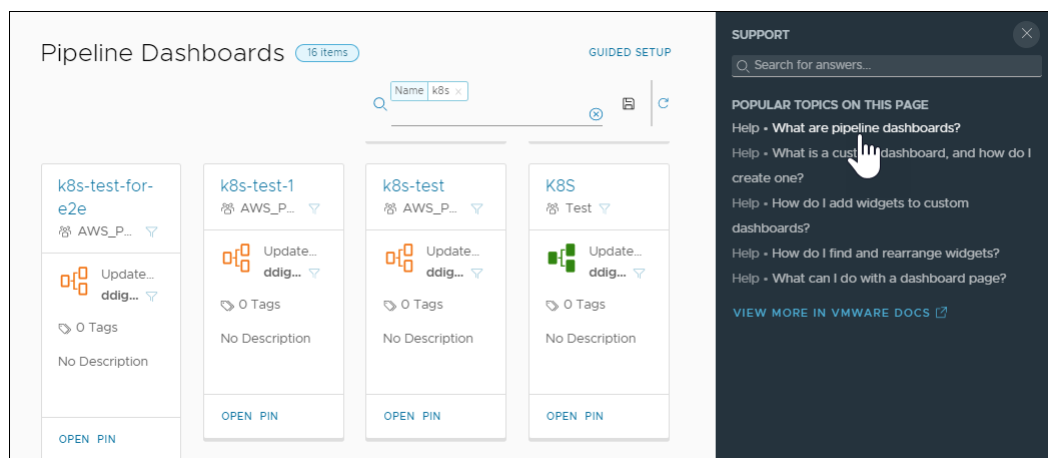 Pipeline Dashboards 16 items
GUIDED SETUP
Name k8s
k8s-test-for-
e2e
AWS_P...
Update...
ddig...
0 Tags
No Description
OPEN PIN
k8s-test-1
AWS_P...
Update...
ddig...
0 Tags
No Description
OPEN PIN
k8s-test
AWS_P...
Update...
ddig...
0 Tags
No Description
OPEN PIN
K8S
Test
Update...
ddig...
0 Tags
No Description
OPEN PIN
SUPPORT
Search for answers...
POPULAR TOPICS ON THIS PAGE
Help • What are pipeline dashboards?
Help • What is a dashboard, and how do I
create one?
Help • How do I add widgets to custom
dashboards?
Help • How do I find and rearrange widgets?
Help • What can I do with a dashboard page?
VIEW MORE IN VMWARE DOCS